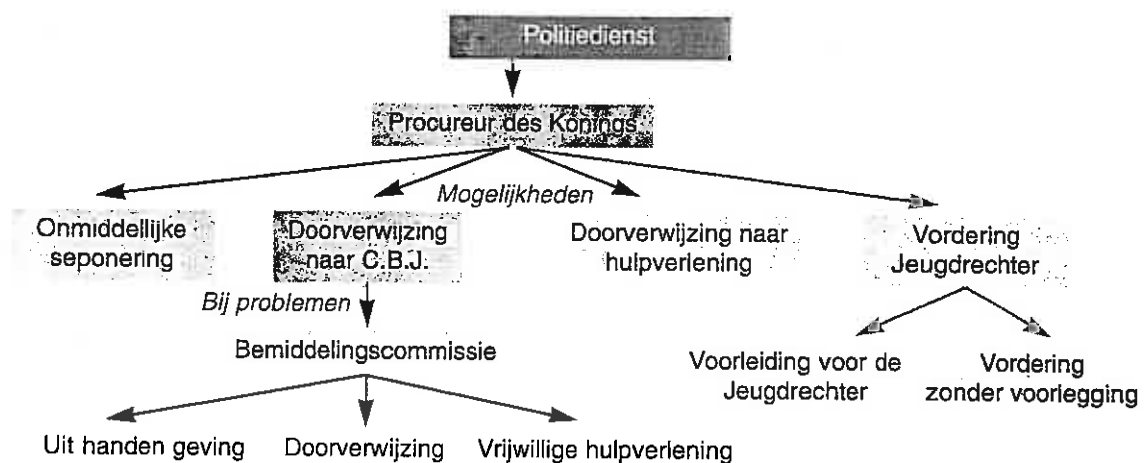 Politiedienst
Procureur des Konings
Mogelijkheden
Onmiddellijke
seponering
Doorverwijzing
naar C.B.J.
Doorverwijzing naar
hulpverlening
Vordering
Jeugdrechter
Bij problemen
Bemiddelingscommissie
Voorleiding voor de
Jeugdrechter
Vordering
zonder voorlegging
Uit handen geving
Doorverwijzing
Vrijwillige hulpverlening